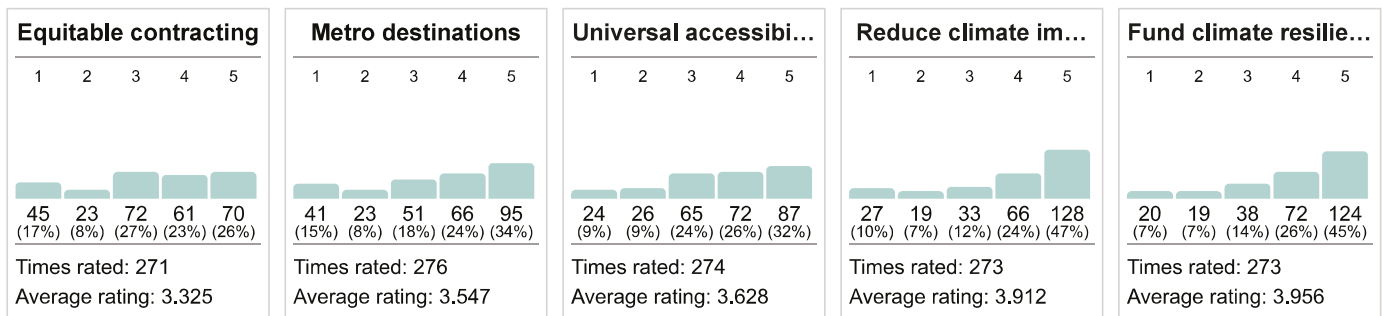 Equitable contracting
1 2 3 4 5
45 23 72 61 70
(17%) (8%) (27%) (23%) (26%)
Times rated: 271
Average rating: 3.325
Metro destinations
1 2 3 4 5
41 23 51 66 95
(15%) (8%) (18%) (24%) (34%)
Times rated: 276
Average rating: 3.547
Universal accessibi…
1 2 3 4 5
24 26 65 72 87
(9%) (9%) (24%) (26%) (32%)
Times rated: 274
Average rating: 3.628
Reduce climate im…
1 2 3 4 5
27 19 33 66 128
(10%) (7%) (12%) (24%) (47%)
Times rated: 273
Average rating: 3.912
Fund climate resilie…
1 2 3 4 5
20 19 38 72 124
(7%) (7%) (14%) (26%) (45%)
Times rated: 273
Average rating: 3.956